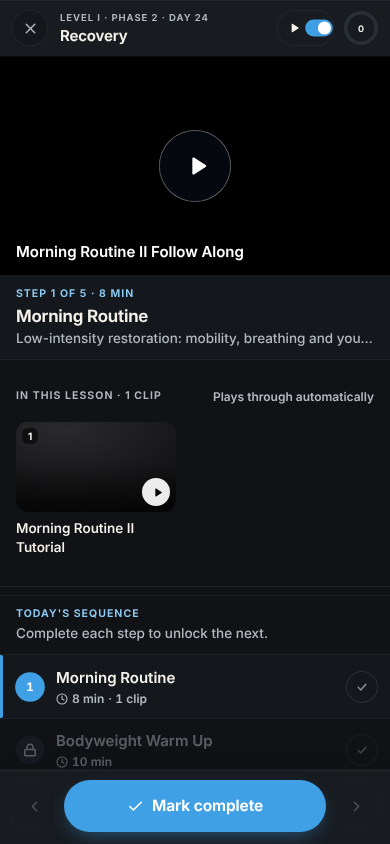 LEVEL I · PHASE 2 · DAY 24
Recovery
0
Morning Routine II Follow Along
STEP 1 OF 5 · 8 MIN
Morning Routine
Low-intensity restoration: mobility, breathing and you...
IN THIS LESSON · 1 CLIP
Plays through automatically
1
Morning Routine II
Tutorial
TODAY'S SEQUENCE
Complete each step to unlock the next.
1
Morning Routine
8 min · 1 clip
Bodyweight Warm Up
10 min
Mark complete